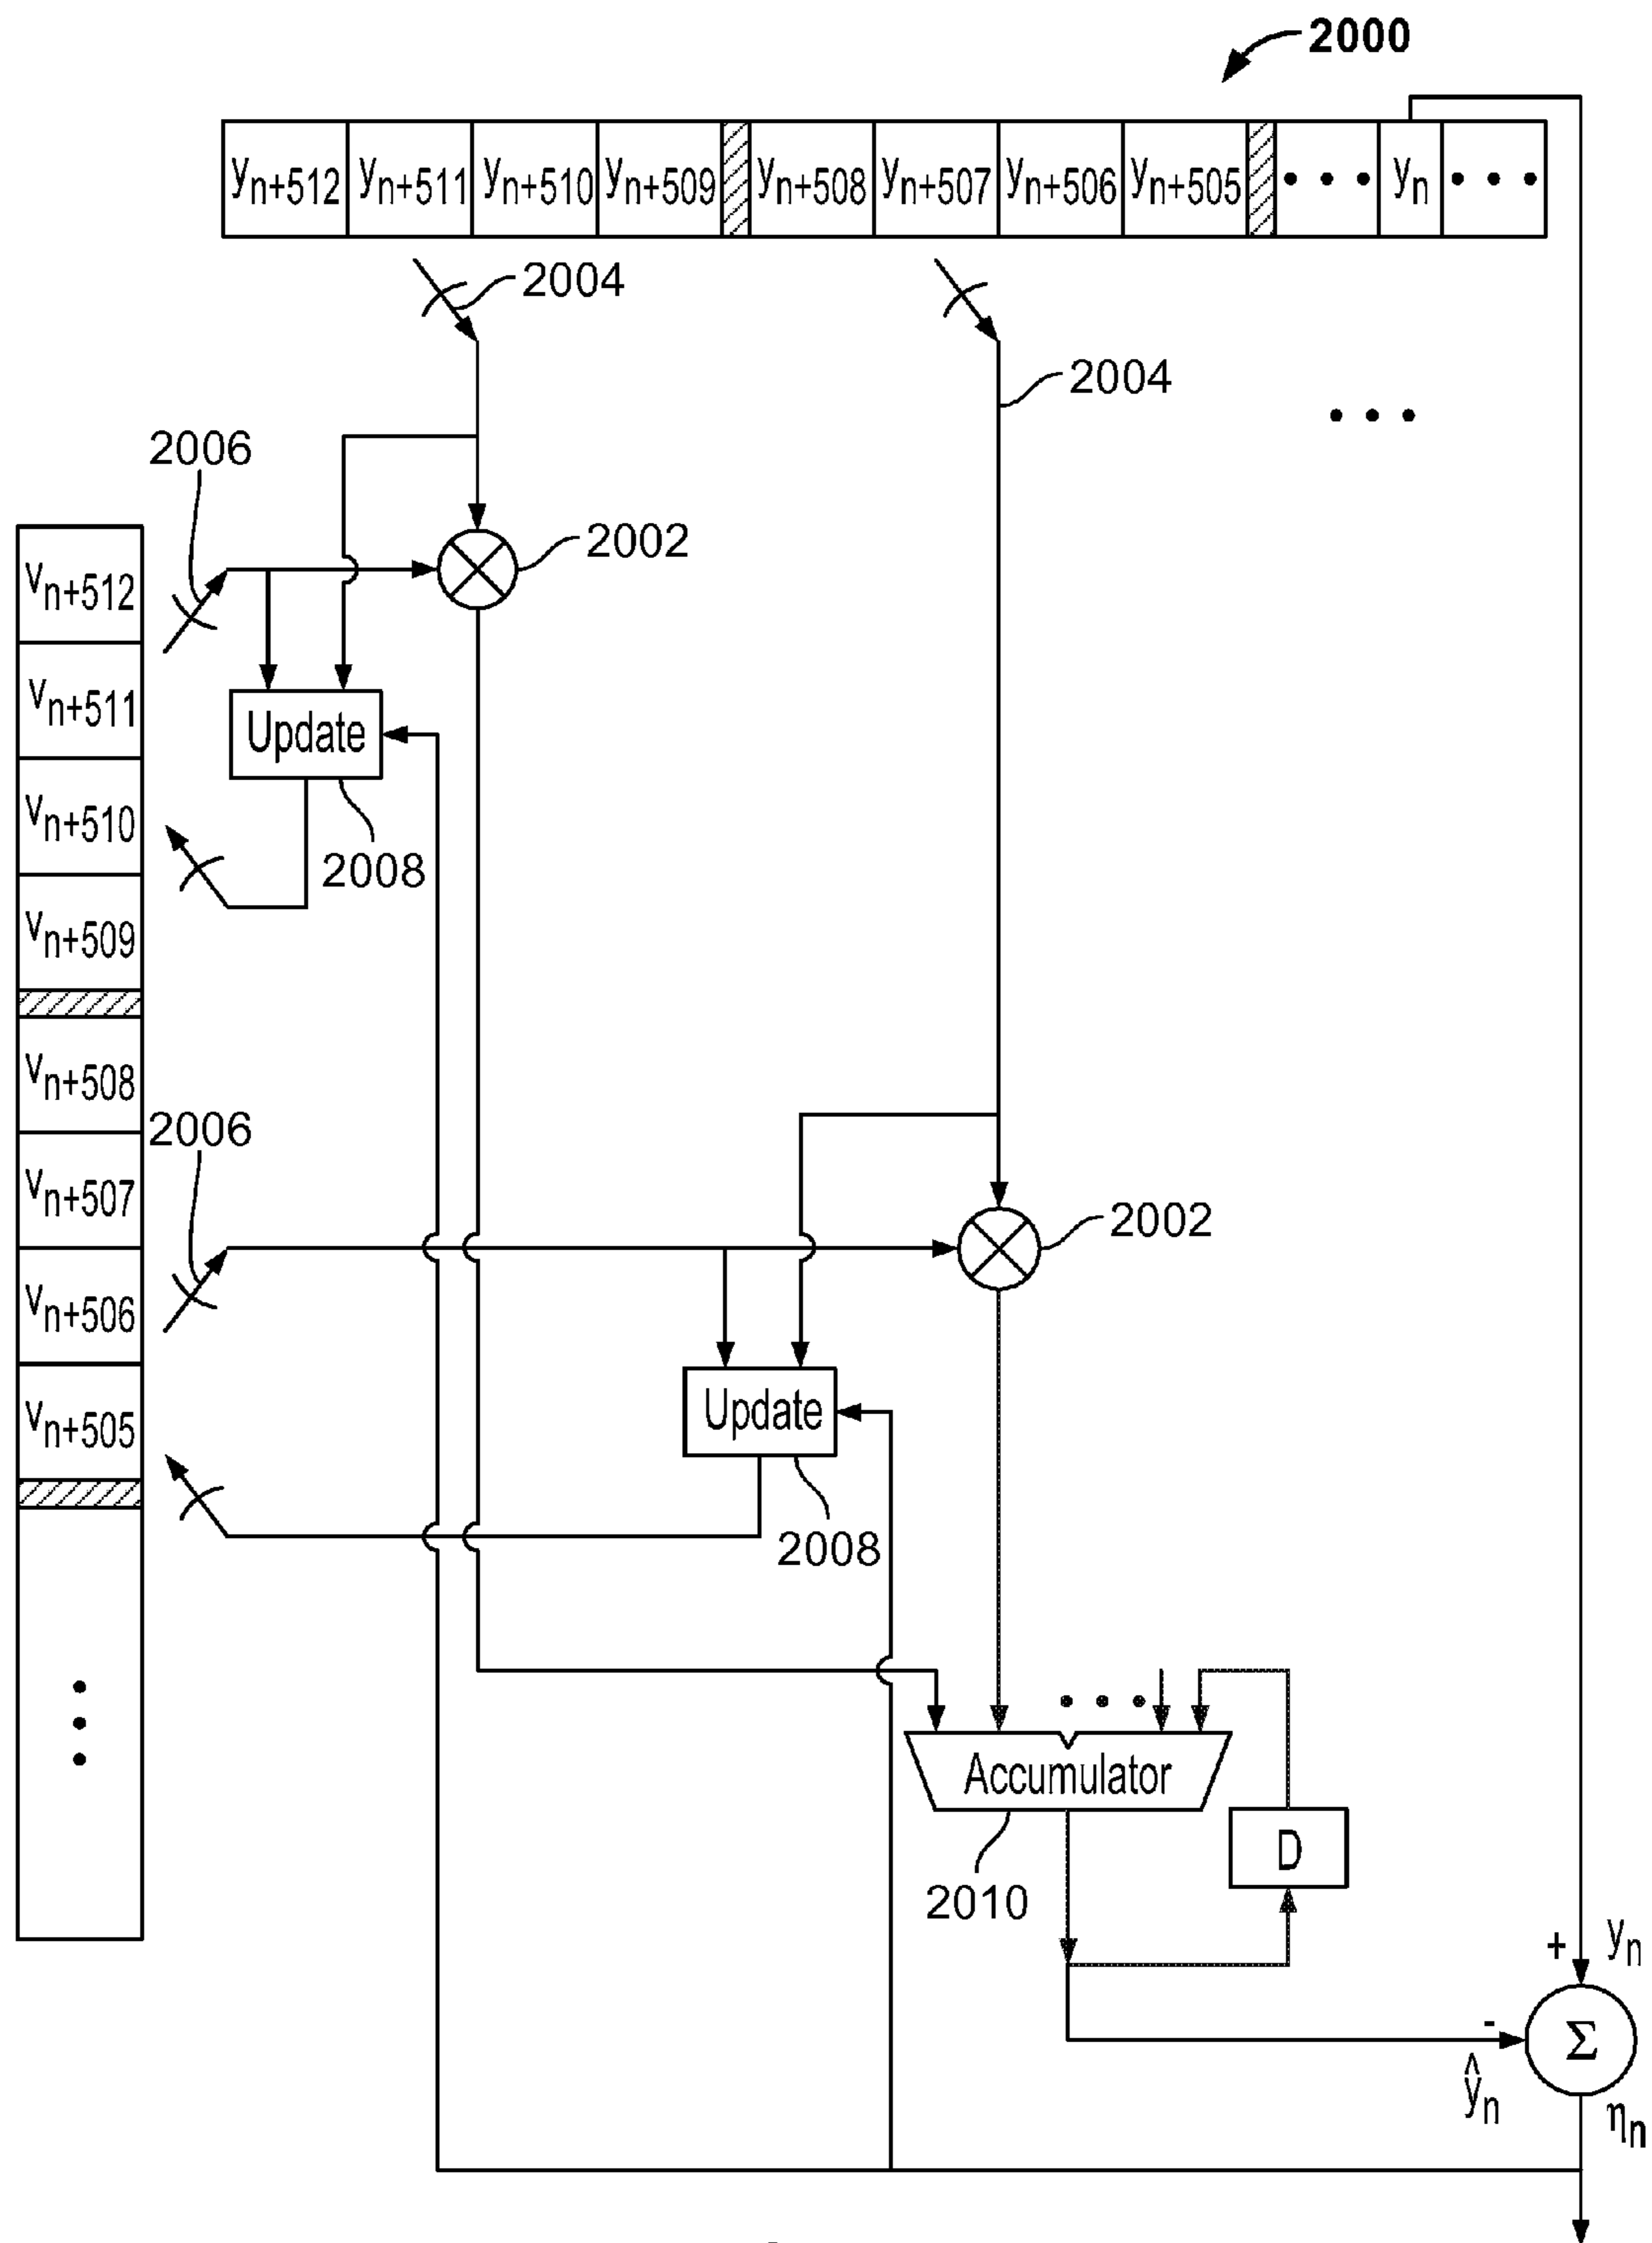 2000
yn+512 yn+511 yn+510 yn+509 yn+508 yn+507 yn+506 yn+505 • • • yn • • •
2004
2004
• • •
2006
2002
vn+512
vn+511
Update
vn+510
2008
vn+509
vn+508
2006
vn+507
2002
vn+506
vn+505
Update
2008
• • •
Accumulator
D
2010
+ yn
-
Σ
ŷn
ηn